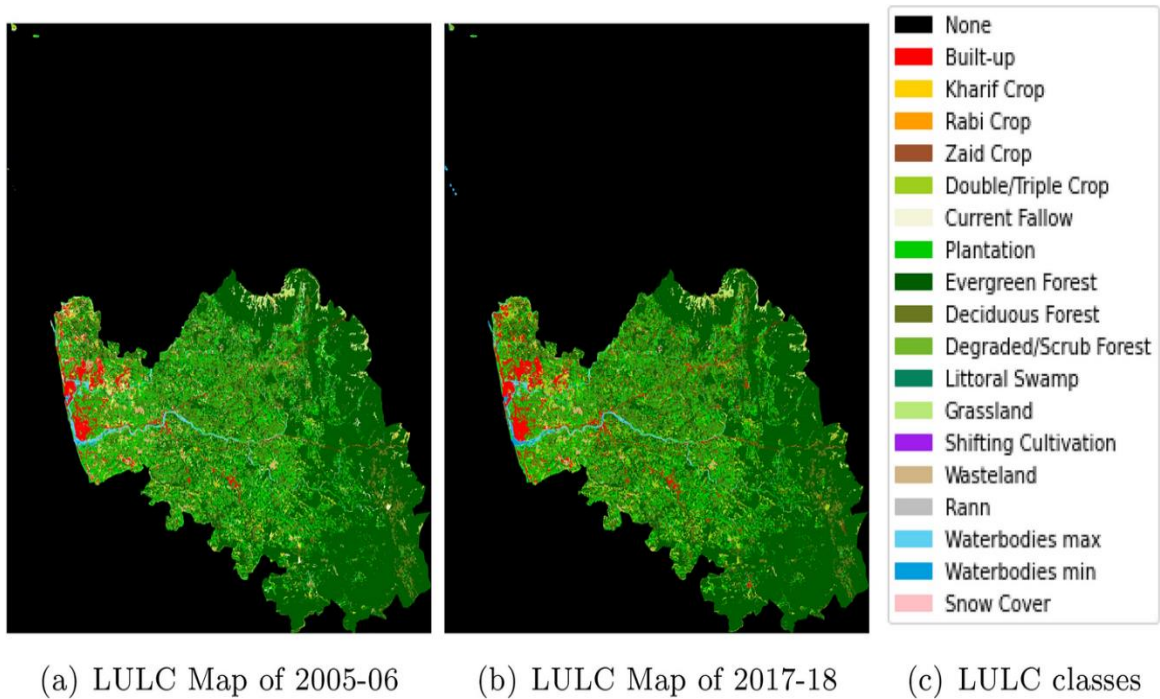 None
Built-up
Kharif Crop
Rabi Crop
Zaid Crop
Double/Triple Crop
Current Fallow
Plantation
Evergreen Forest
Deciduous Forest
Degraded/Scrub Forest
Littoral Swamp
Grassland
Shifting Cultivation
Wasteland
Rann
Waterbodies max
Waterbodies min
Snow Cover
(a) LULC Map of 2005-06
(b) LULC Map of 2017-18
(c) LULC classes